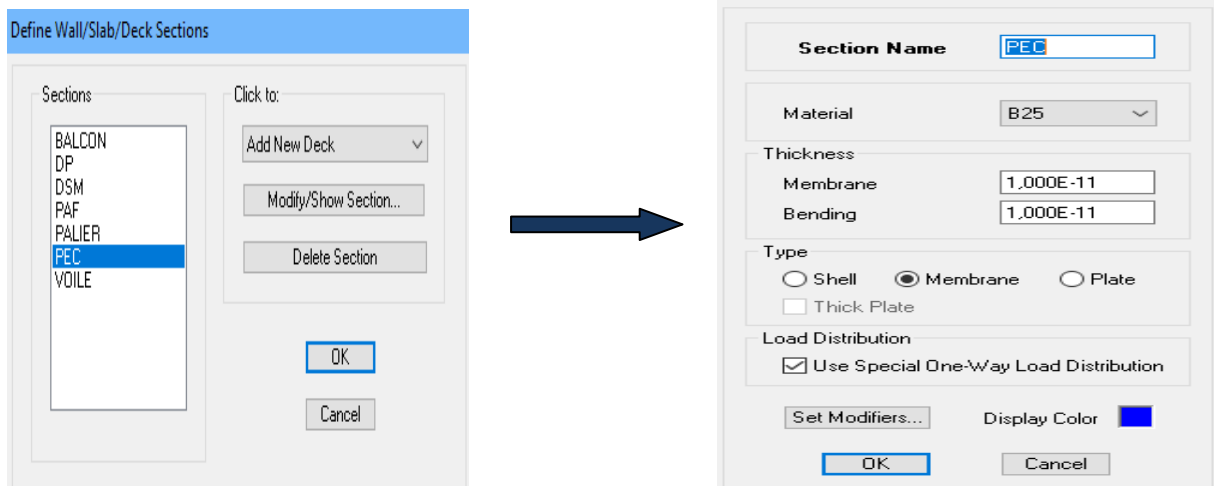 Define Wall/Slab/Deck Sections
Sections
BALCON
DP
DSM
PAF
PALIER
PEC
VOILE
Click to:
Add New Deck
Modify/Show Section...
Delete Section
OK
Cancel
Section Name PEC
Material B25
Thickness
Membrane 1,000E-11
Bending 1,000E-11
Type
Shell Membrane Plate
Thick Plate
Load Distribution
Use Special One-Way Load Distribution
Set Modifiers... Display Color
OK Cancel